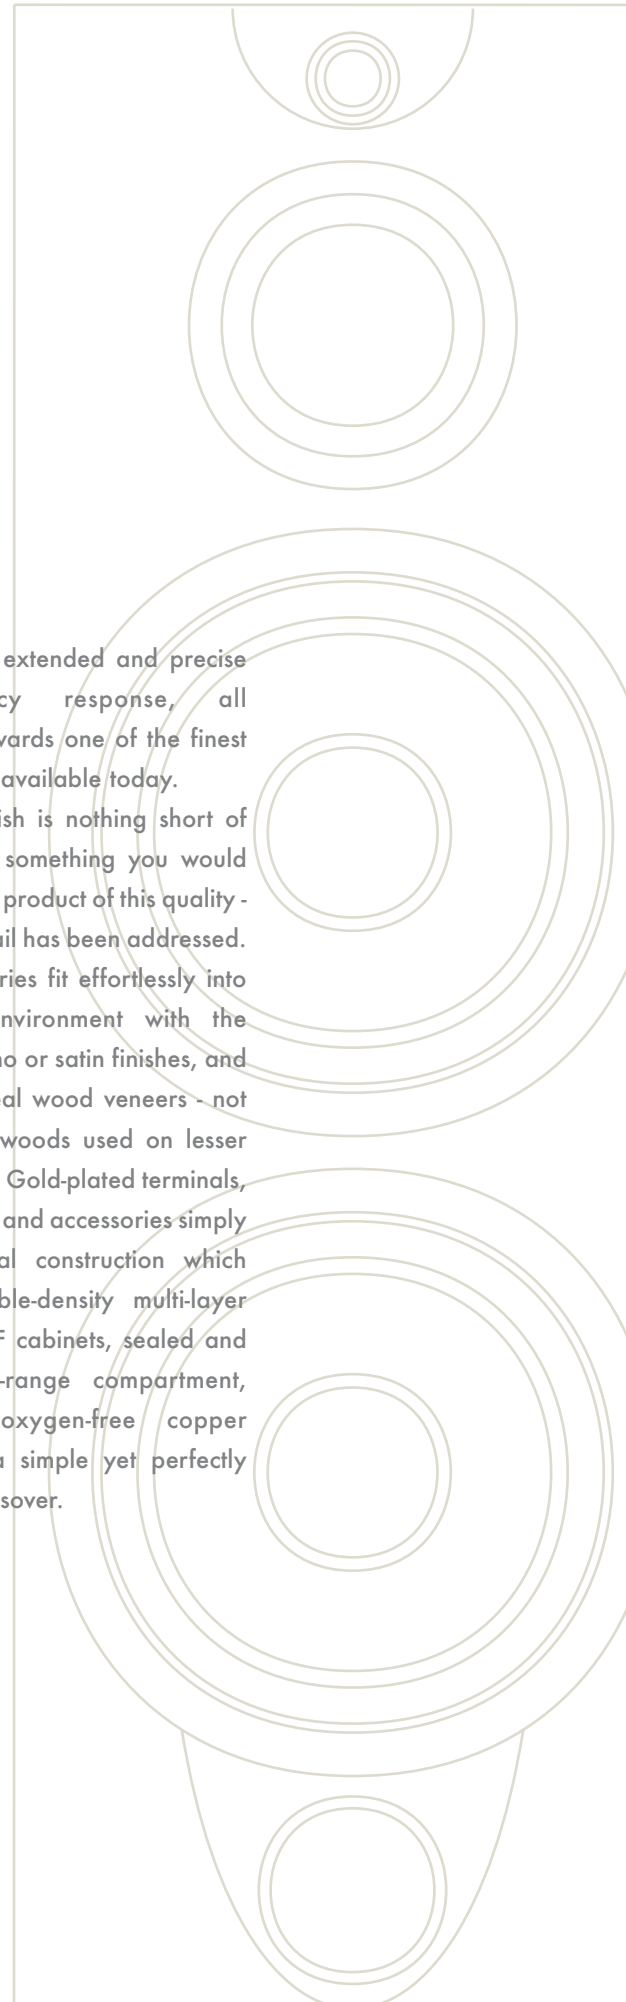 extended and precise
cy response, all
wards one of the finest
available today.
ish is nothing short of
something you would
product of this quality -
ail has been addressed.
ries fit effortlessly into
nvironment with the
no or satin finishes, and
eal wood veneers - not
woods used on lesser
Gold-plated terminals,
and accessories simply
al construction which
ble-density multi-layer
F cabinets, sealed and
-range compartment,
oxygen-free copper
a simple yet perfectly
sover.